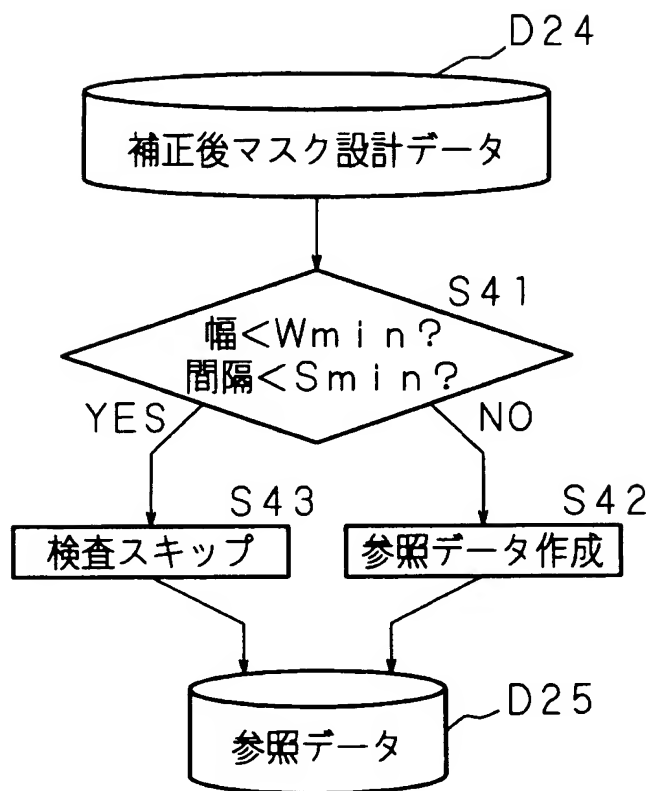 D24
補正後マスク設計データ
S41
幅<Wmin?
間隔<Smin?
YES
NO
S43
S42
検査スキップ
参照データ作成
D25
参照データ